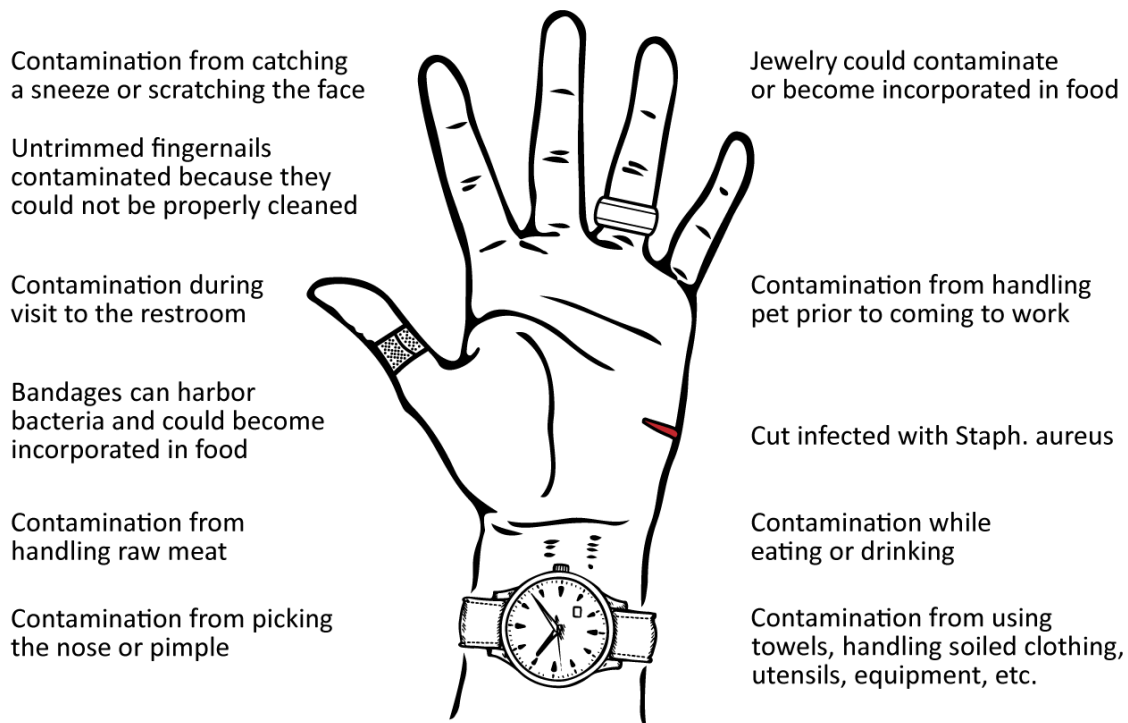 Contamination from catching
a sneeze or scratching the face
Untrimmed fingernails
contaminated because they
could not be properly cleaned
Contamination during
visit to the restroom
Bandages can harbor
bacteria and could become
incorporated in food
Contamination from
handling raw meat
Contamination from picking
the nose or pimple
Jewelry could contaminate
or become incorporated in food
Contamination from handling
pet prior to coming to work
Cut infected with Staph. aureus
Contamination while
eating or drinking
Contamination from using
towels, handling soiled clothing,
utensils, equipment, etc.